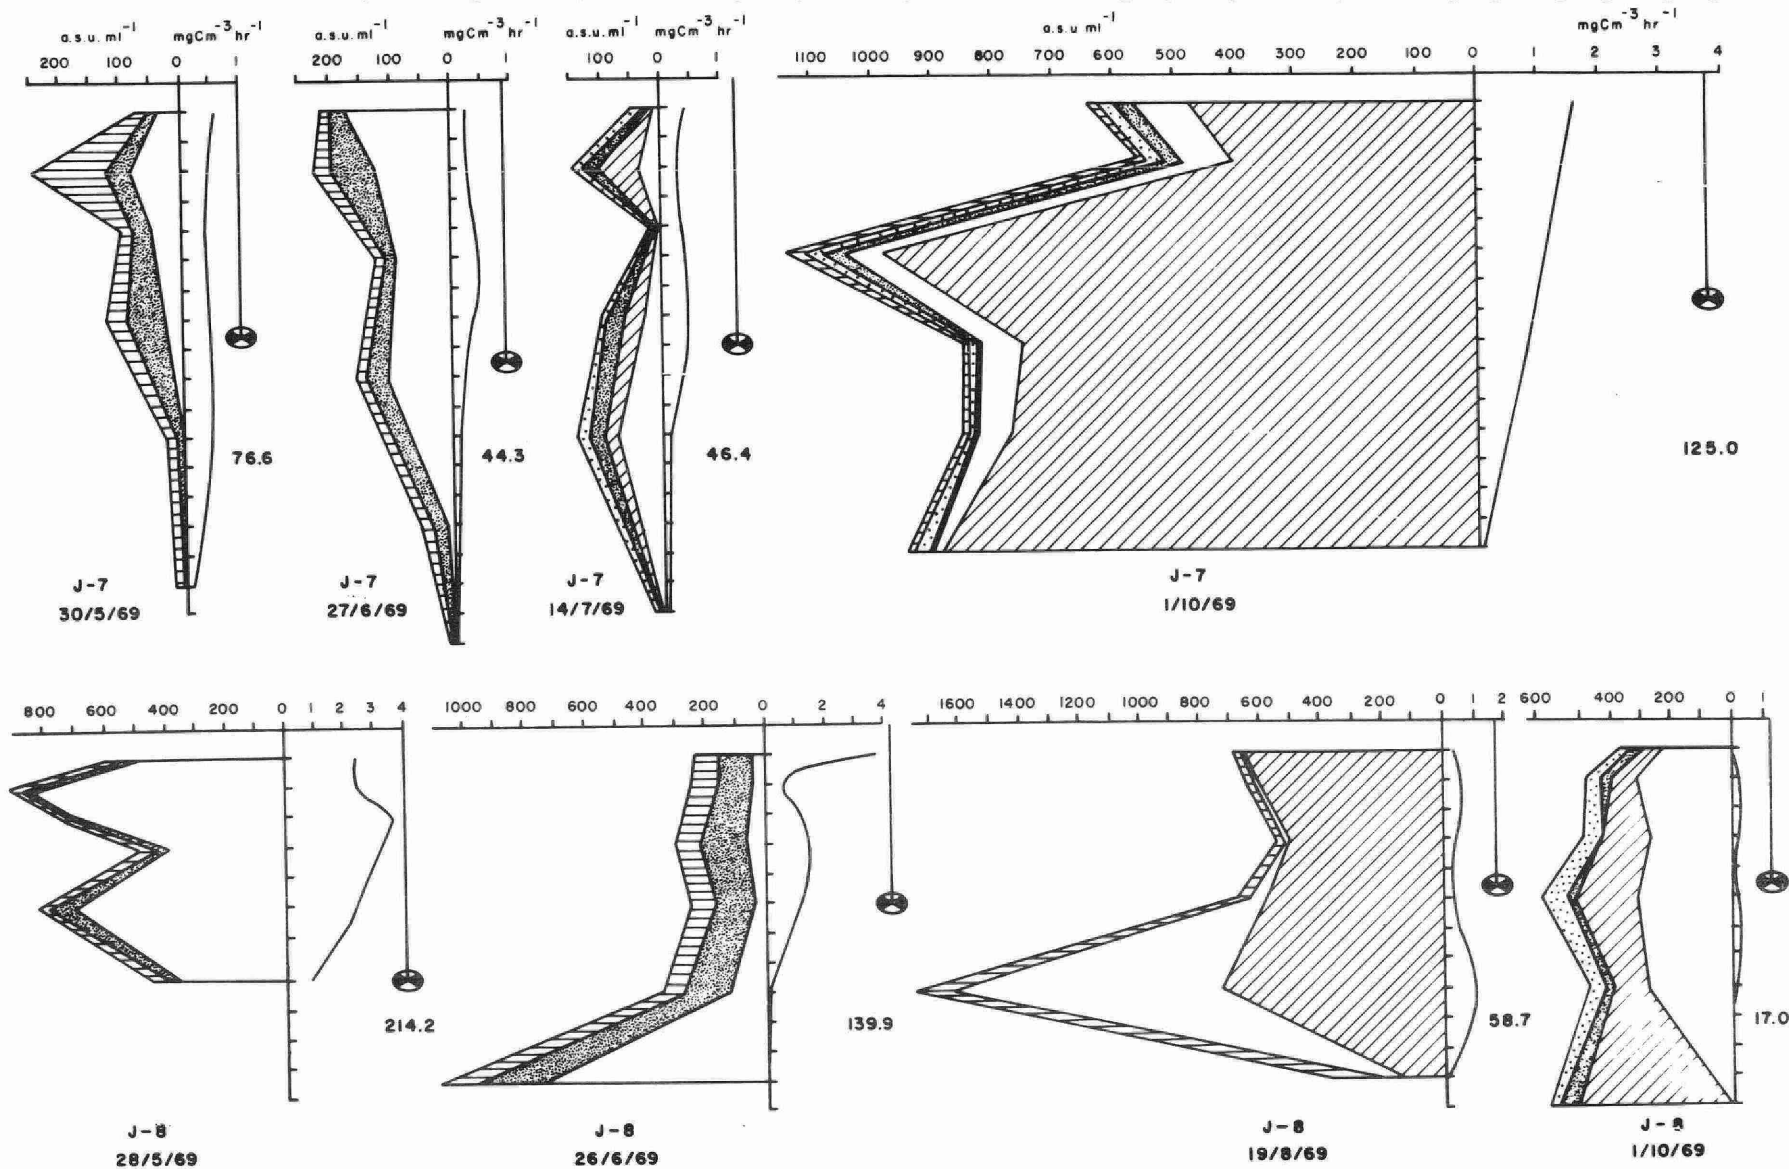 a.s.u. ml⁻¹ mgCm⁻³ hr⁻¹
200 100 0 1
76.6
J-7
30/5/69
a.s.u. ml⁻¹ mgCm⁻³ hr⁻¹
200 100 0 1
44.3
J-7
27/6/69
a.s.u. ml⁻¹ mgCm⁻³ hr⁻¹
100 0 1
46.4
J-7
14/7/69
a.s.u ml⁻¹ mgCm⁻³ hr⁻¹
1100 1000 900 800 700 600 500 400 300 200 100 0 1 2 3 4
125.0
J-7
1/10/69
800 600 400 200 0 1 2 3 4
214.2
J-8
28/5/69
1000 800 600 400 200 0 2 4
139.9
J-8
26/6/69
1600 1400 1200 1000 800 600 400 200 0 1 2
58.7
J-8
19/8/69
600 400 200 0 1
17.0
J-8
1/10/69